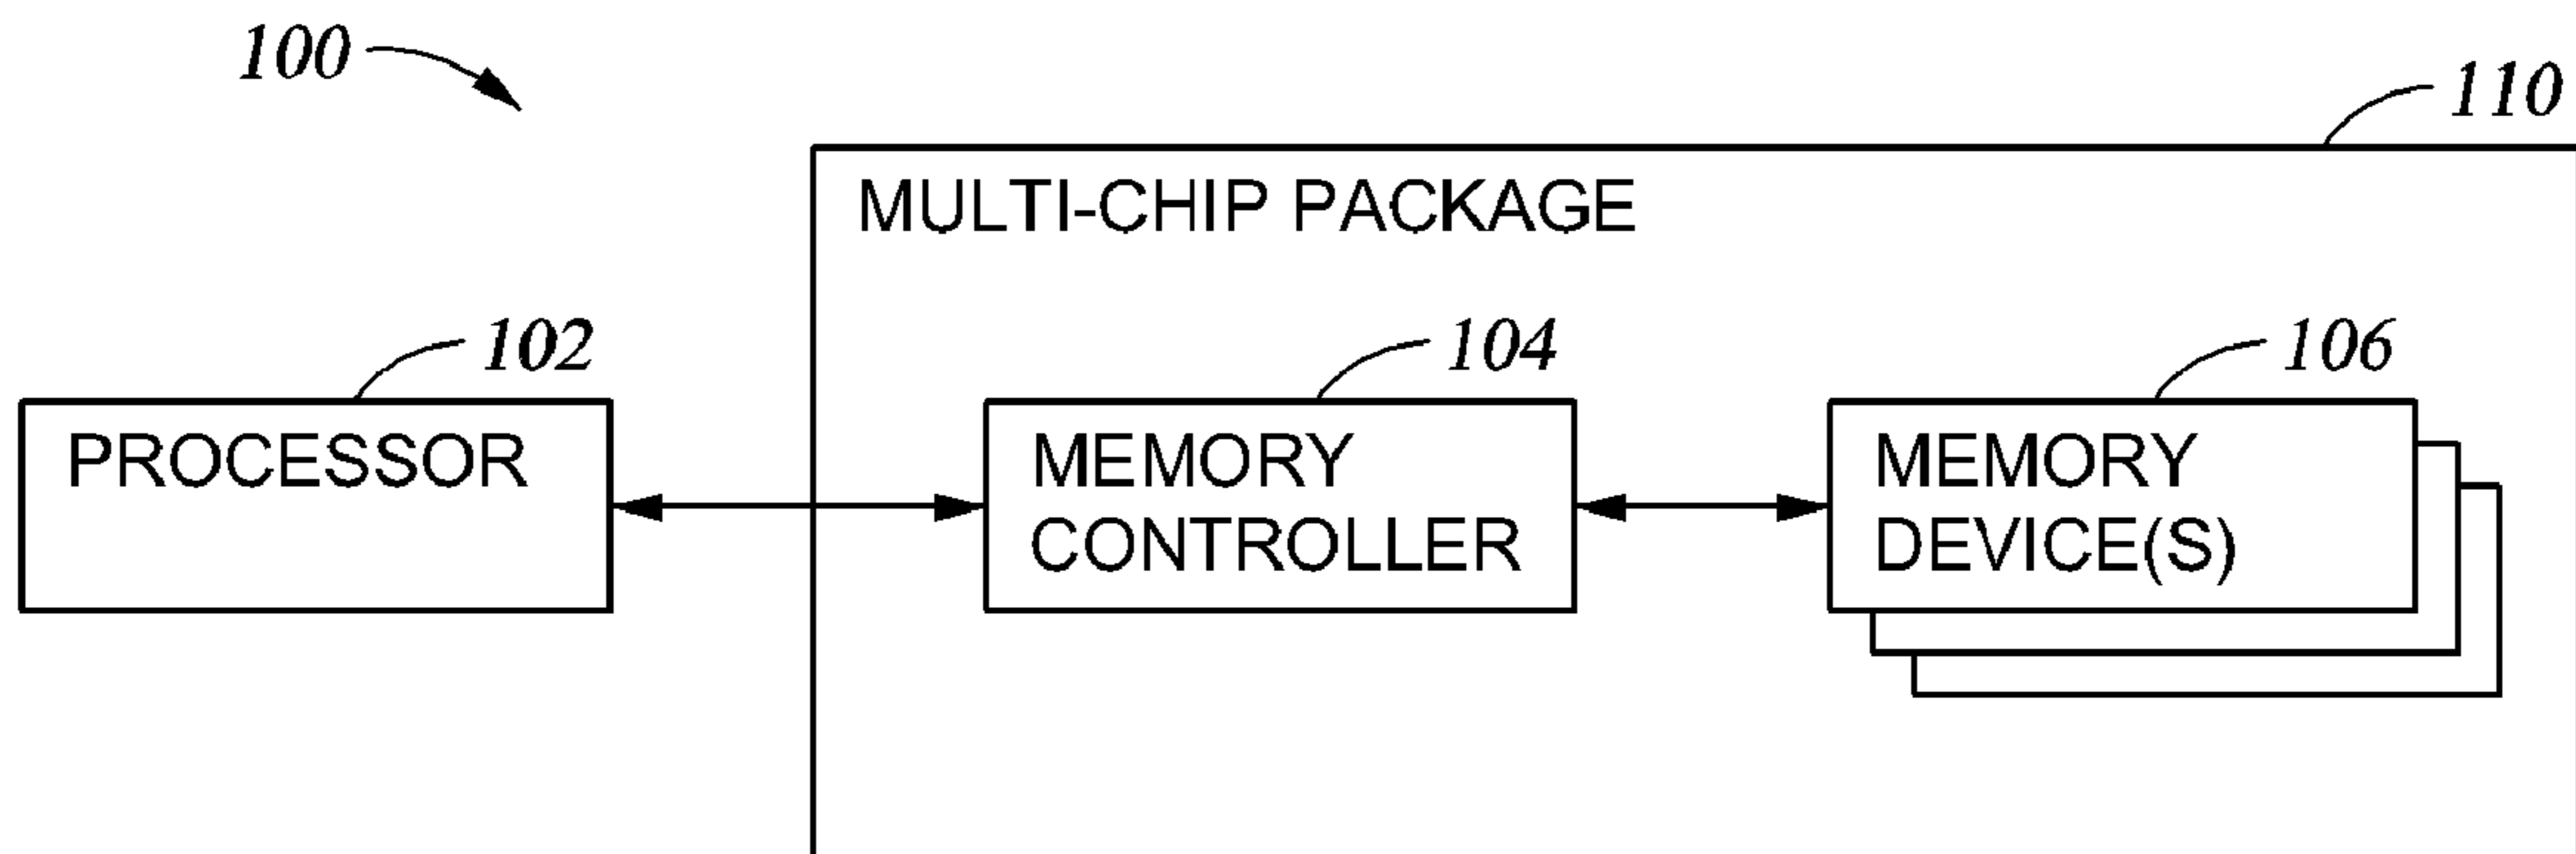 100
110
MULTI-CHIP PACKAGE
102
104
106
PROCESSOR
MEMORY
CONTROLLER
MEMORY
DEVICE(S)